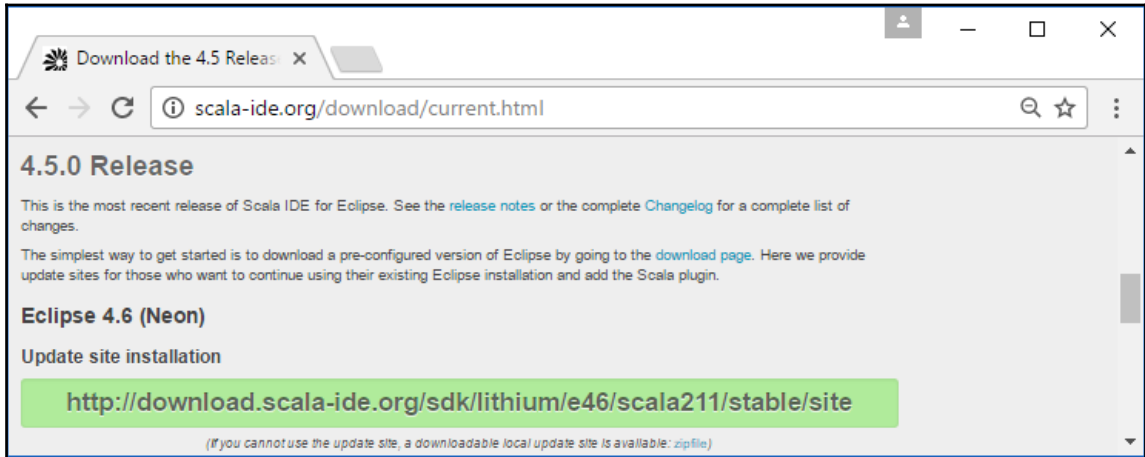 Download the 4.5 Releas
scala-ide.org/download/current.html
4.5.0 Release
This is the most recent release of Scala IDE for Eclipse. See the release notes or the complete Changelog for a complete list of
changes.
The simplest way to get started is to download a pre-configured version of Eclipse by going to the download page. Here we provide
update sites for those who want to continue using their existing Eclipse installation and add the Scala plugin.
Eclipse 4.6 (Neon)
Update site installation
http://download.scala-ide.org/sdk/lithium/e46/scala211/stable/site
(If you cannot use the update site, a downloadable local update site is available: zipfile)